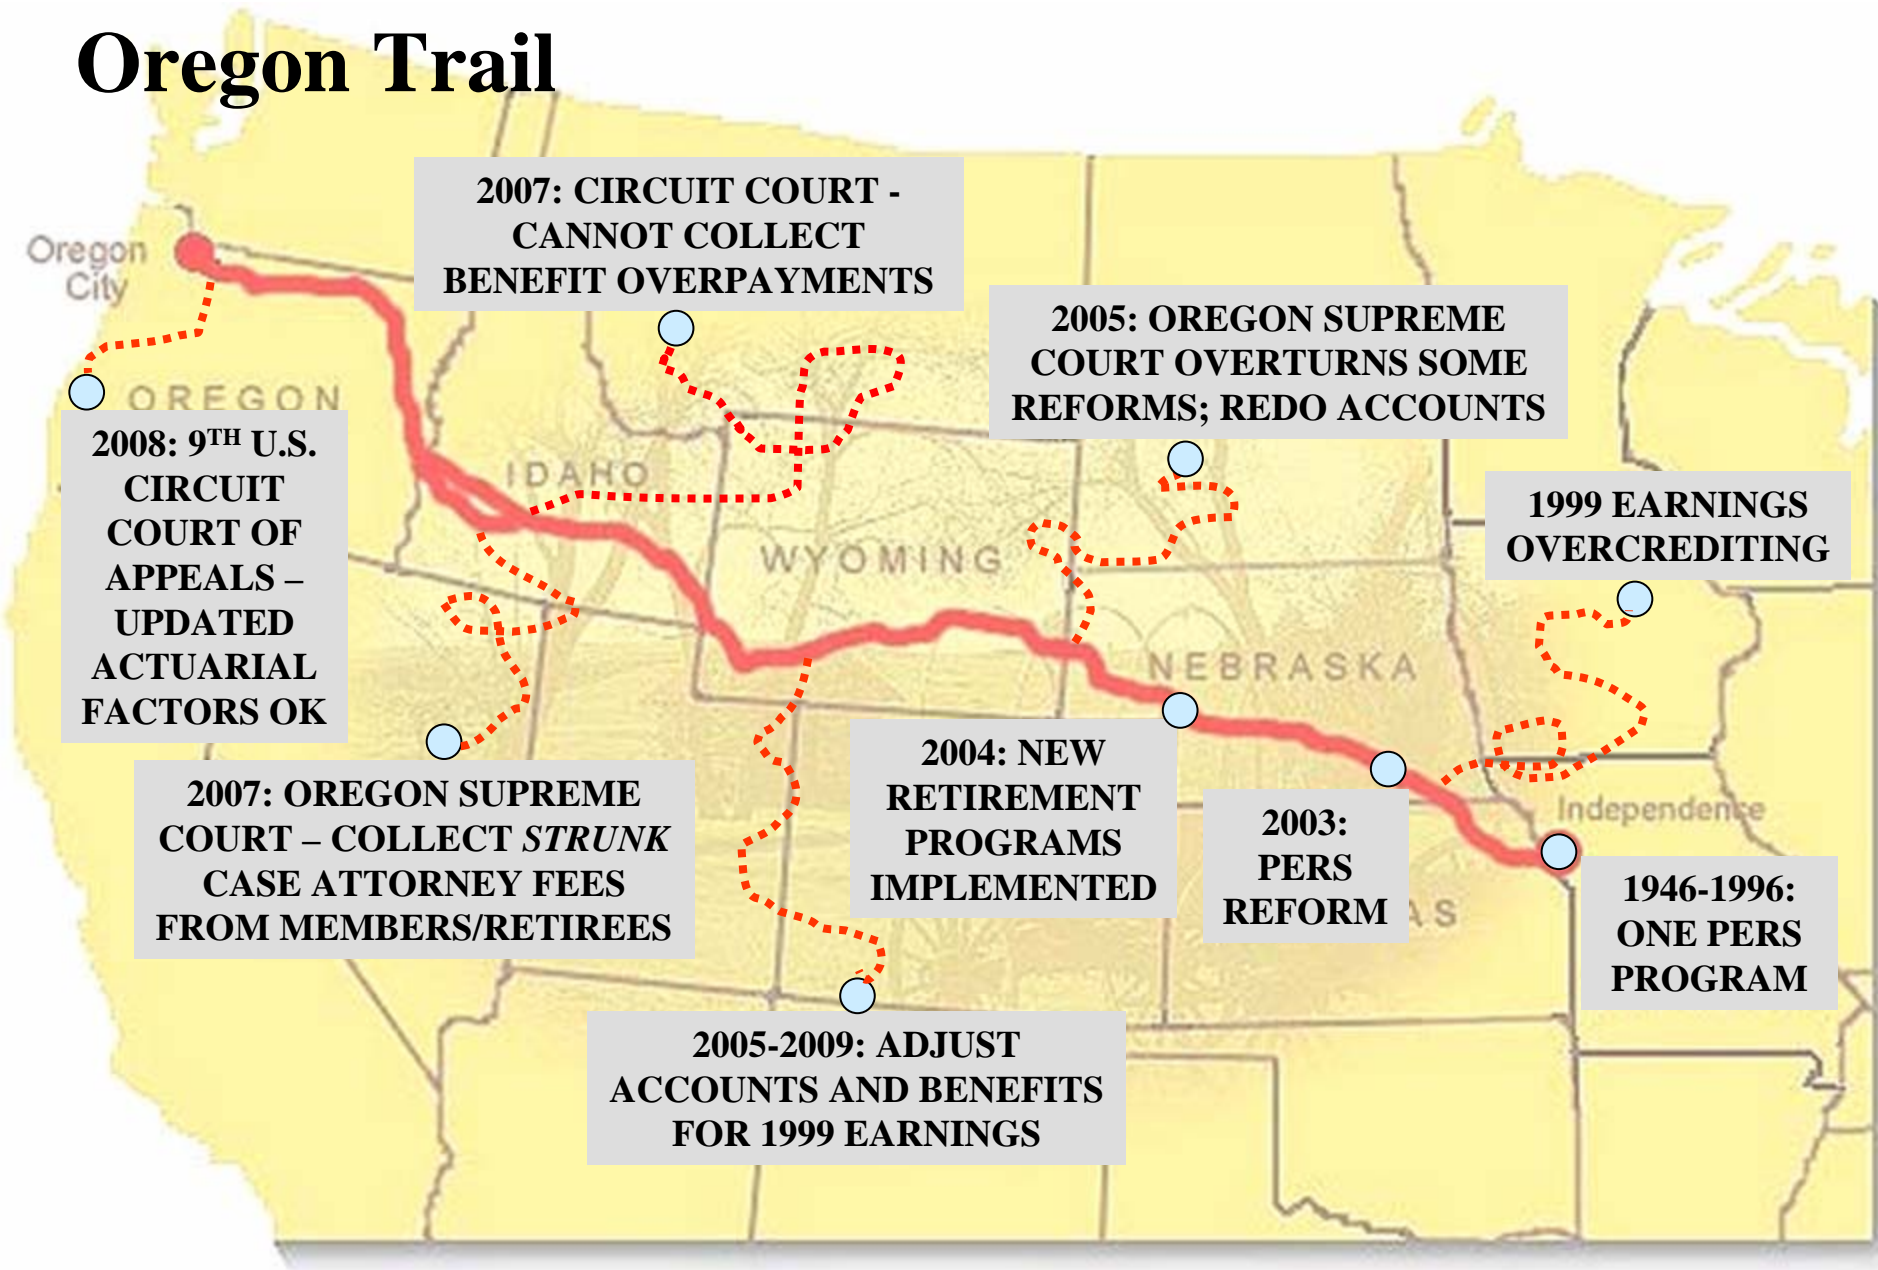 Oregon Trail
2007: CIRCUIT COURT -
CANNOT COLLECT
BENEFIT OVERPAYMENTS
Oregon
City
2005: OREGON SUPREME
COURT OVERTURNS SOME
REFORMS; REDO ACCOUNTS
OREGON
2008: 9TH U.S.
CIRCUIT
COURT OF
APPEALS –
UPDATED
ACTUARIAL
FACTORS OK
IDAHO
1999 EARNINGS
OVERCREDITING
WYOMING
NEBRASKA
2004: NEW
RETIREMENT
PROGRAMS
IMPLEMENTED
2007: OREGON SUPREME
COURT – COLLECT STRUNK
CASE ATTORNEY FEES
FROM MEMBERS/RETIREES
2003:
PERS
REFORM
AS
Independence
1946-1996:
ONE PERS
PROGRAM
2005-2009: ADJUST
ACCOUNTS AND BENEFITS
FOR 1999 EARNINGS